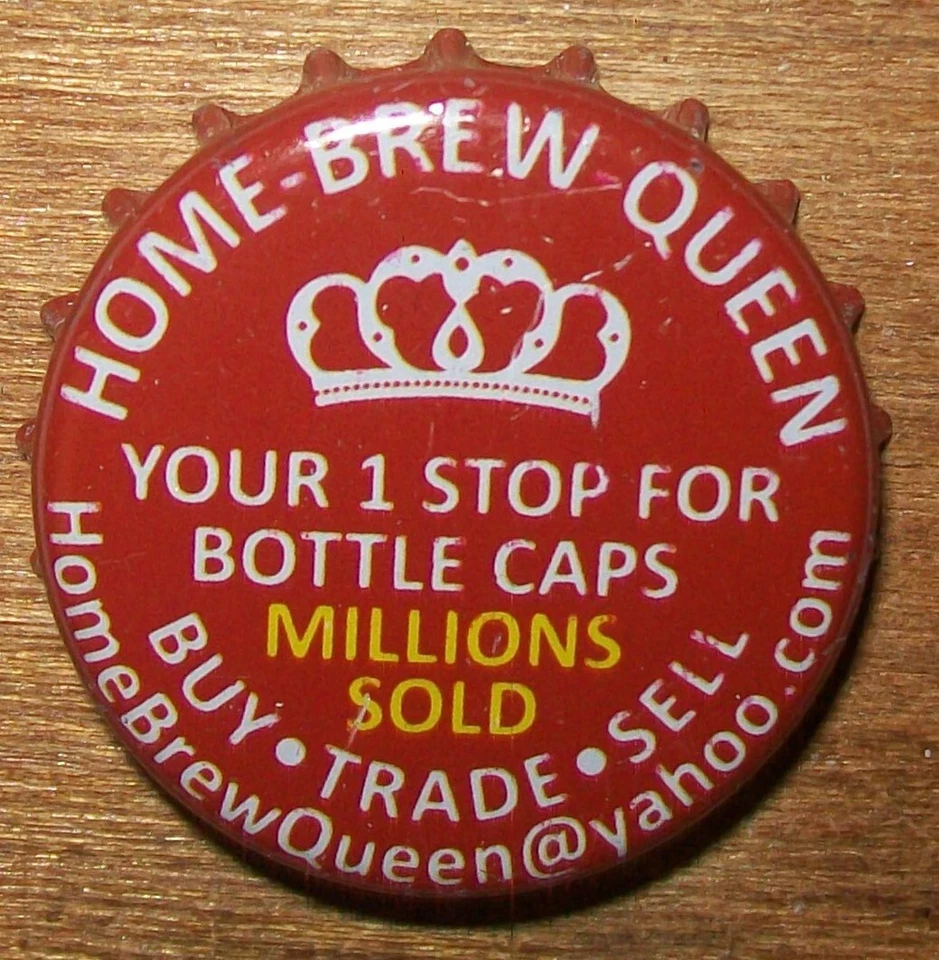 HOME-BREW QUEEN
YOUR 1 STOP FOR
BOTTLE CAPS
MILLIONS
SOLD
BUY•TRADE•SELL
HomeBrewQueen@yahoo.com